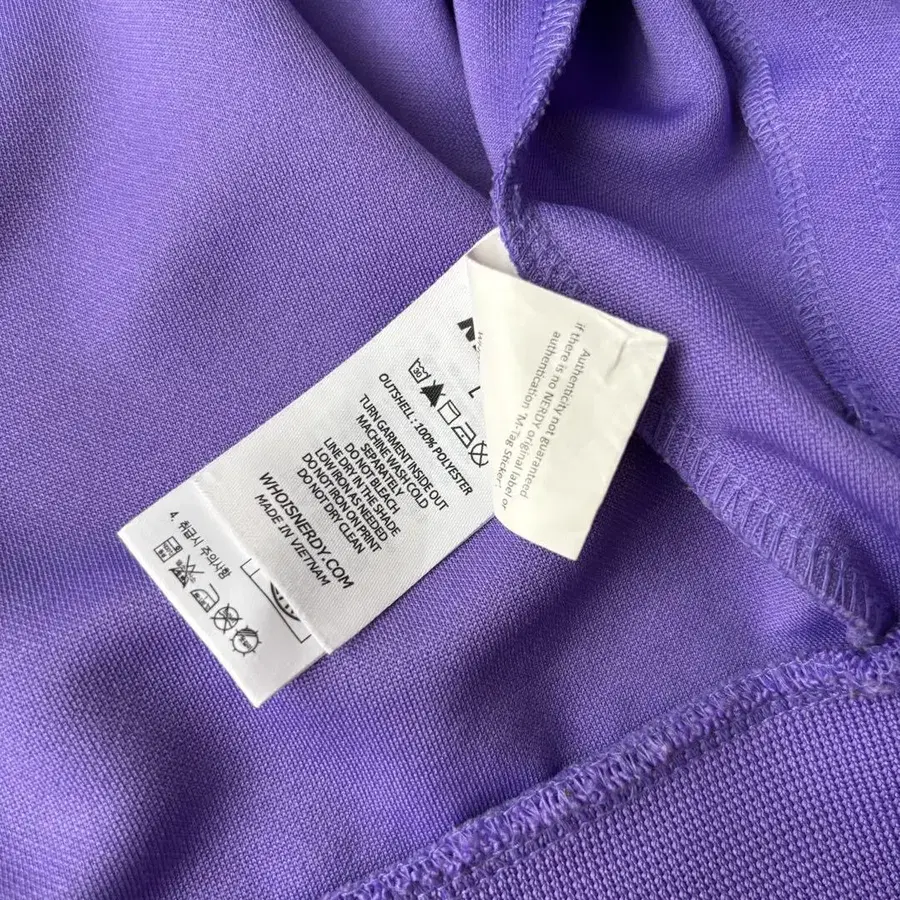 30
OUTSHELL : 100% POLYESTER
TURN GARMENT INSIDE OUT
MACHINE WASH COLD
SEPARATELY
DO NOT BLEACH
LINE DRY IN THE SHADE
LOW IRON AS NEEDED
DO NOT IRON ON PRINT
DO NOT DRY CLEAN
WHOISNERDY.COM
MADE IN VIETNAM
Authenticity not guaranteed
if there is no NERDY original label or
authentication 'M-Tag sticker'
4. 취급시 주의사항